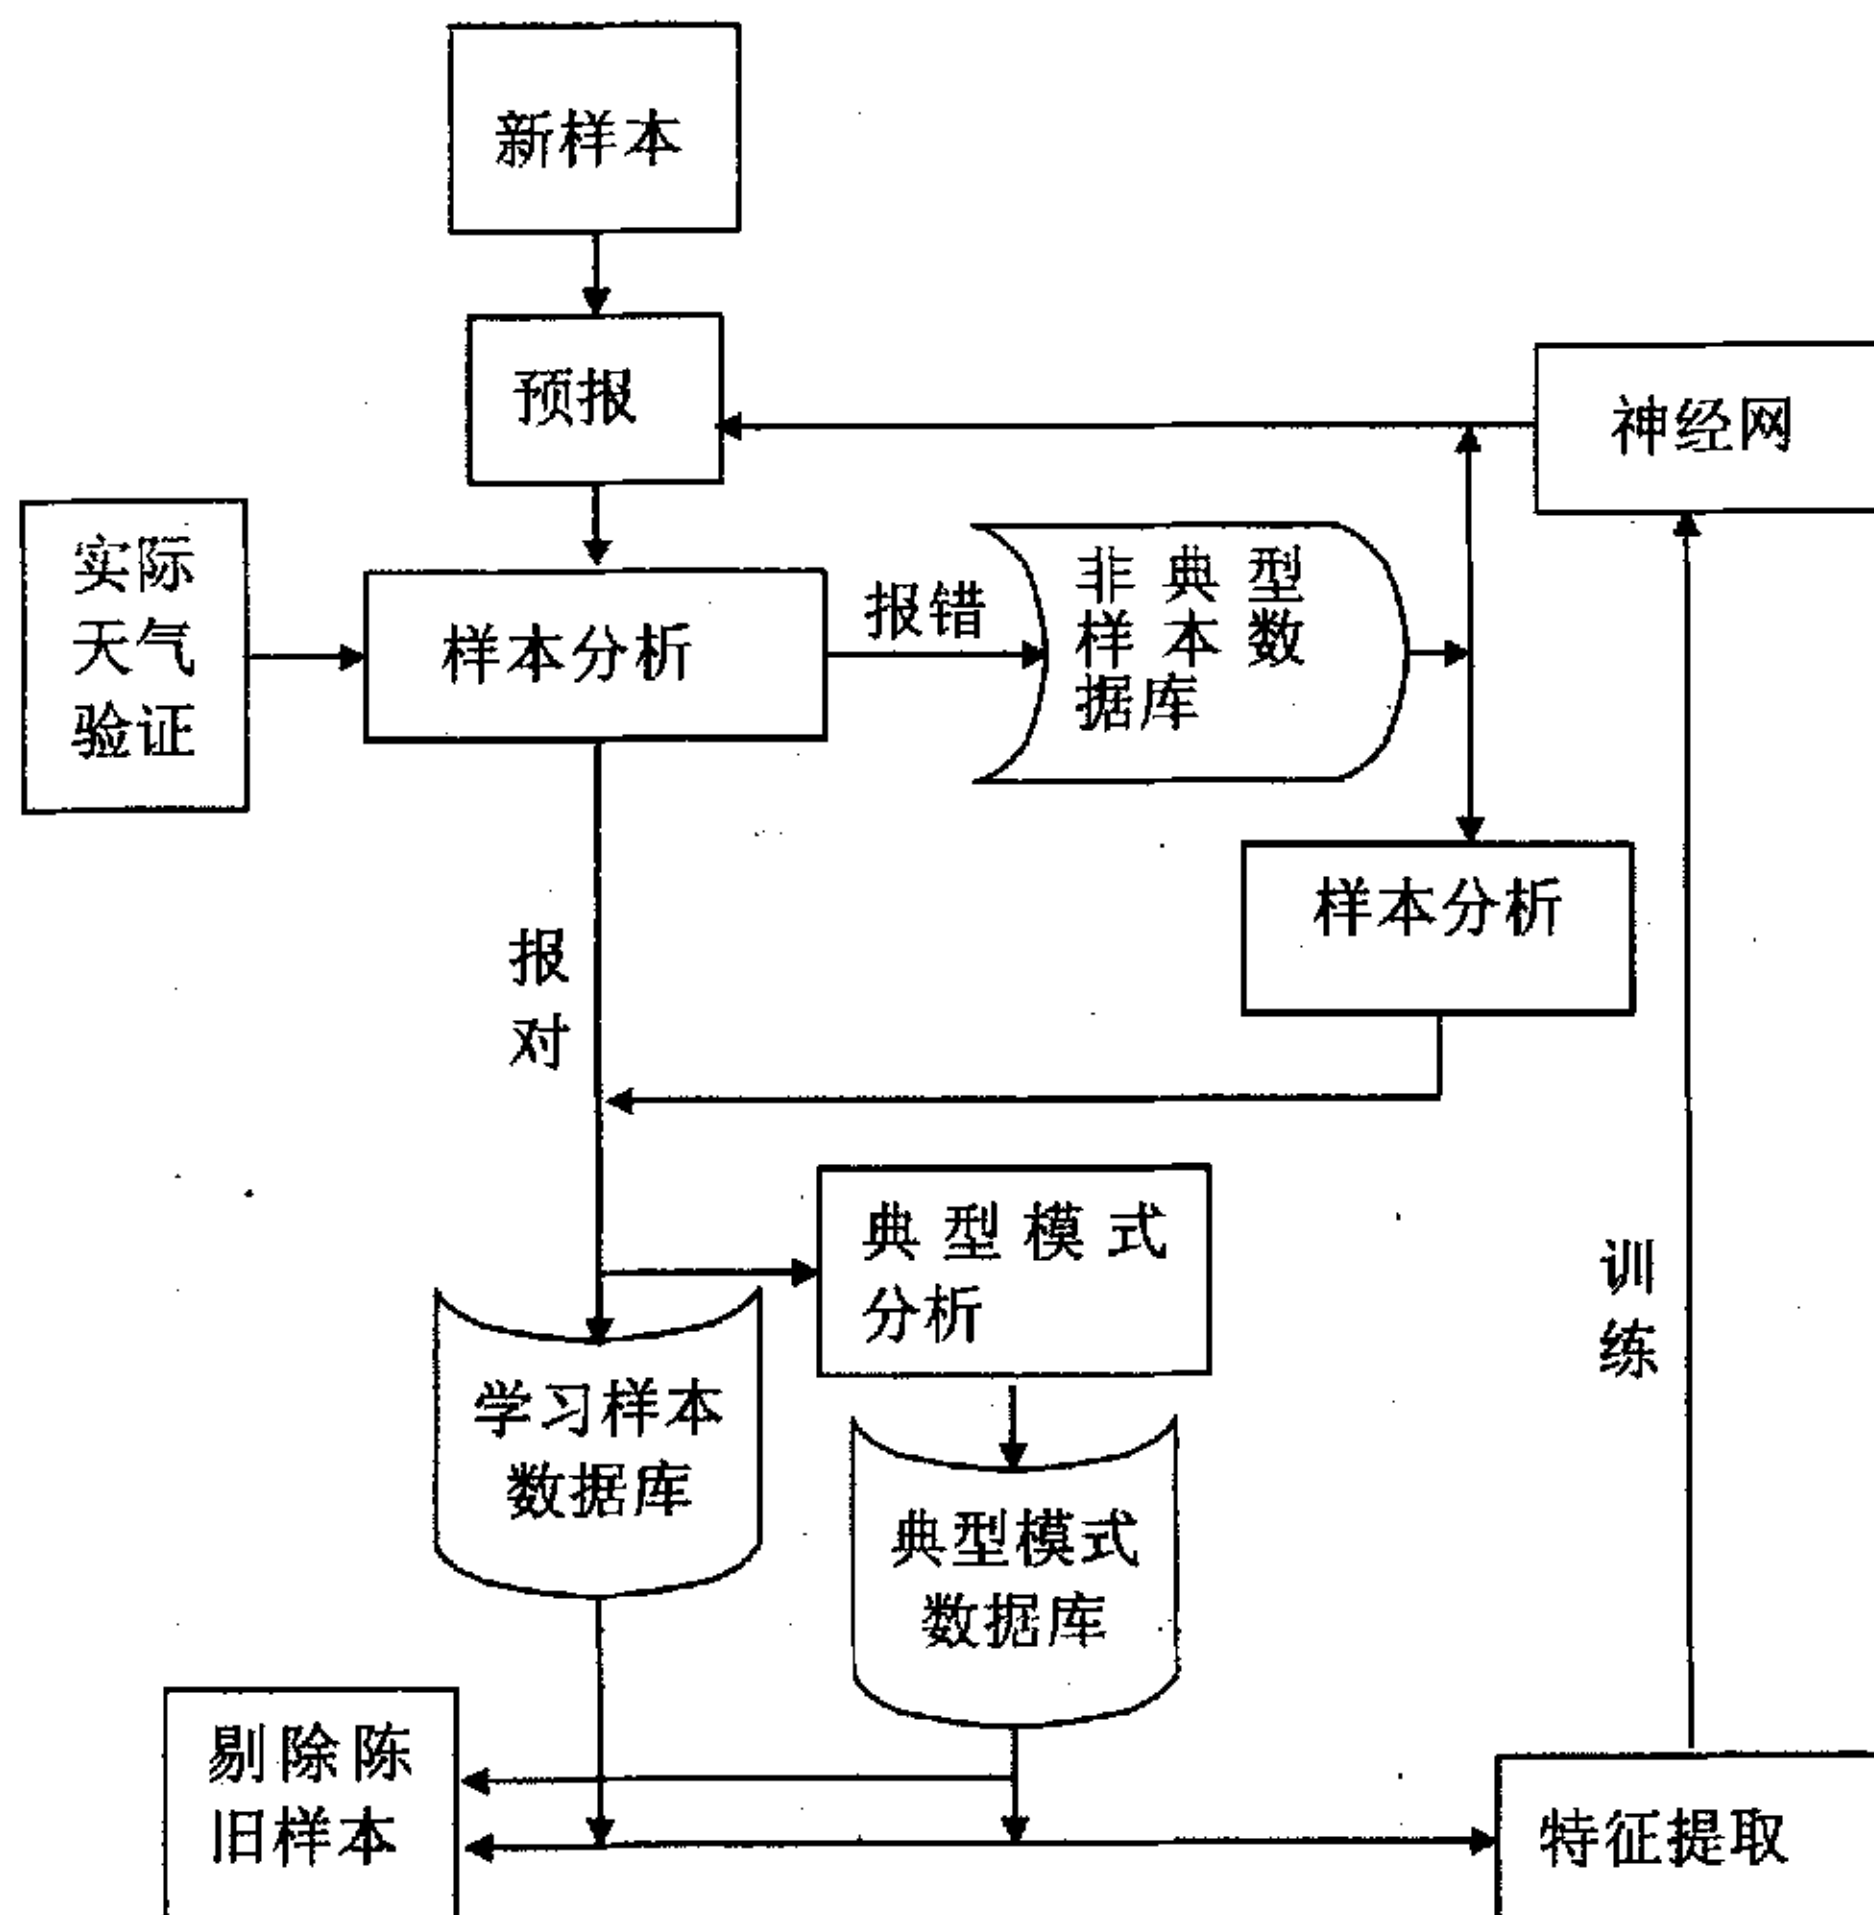 新样本
预报
神经网
实际
天气
验证
样本分析
报错
非典型
样本数
据库
样本分析
报
对
典型模式
分析
训
练
学习样本
数据库
典型模式
数据库
剔除陈
旧样本
特征提取